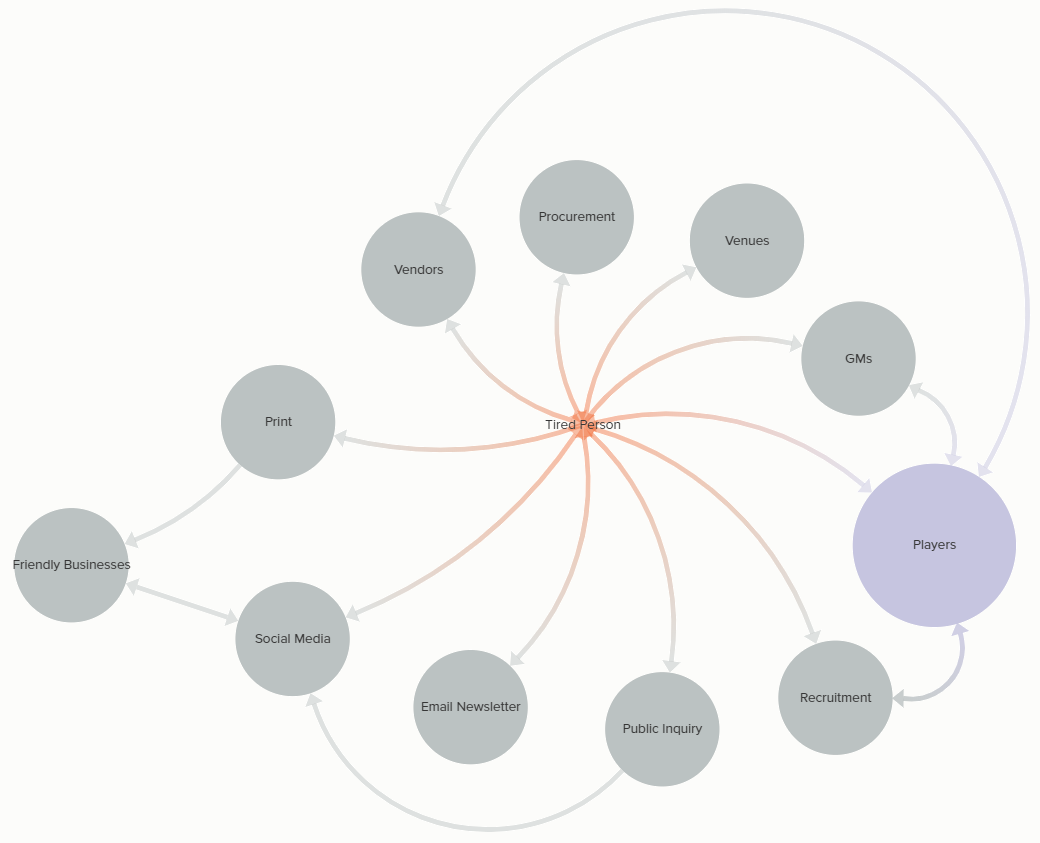 Procurement
Venues
Vendors
GMs
Print
Tired Person
Players
Friendly Businesses
Social Media
Recruitment
Email Newsletter
Public Inquiry